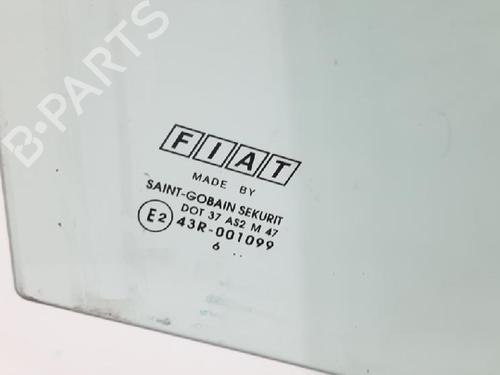 B-PARTS
FIAT
MADE BY
SAINT-GOBAIN SEKURIT
DOT 37 AS2 M 47
E2 43R-001099
6